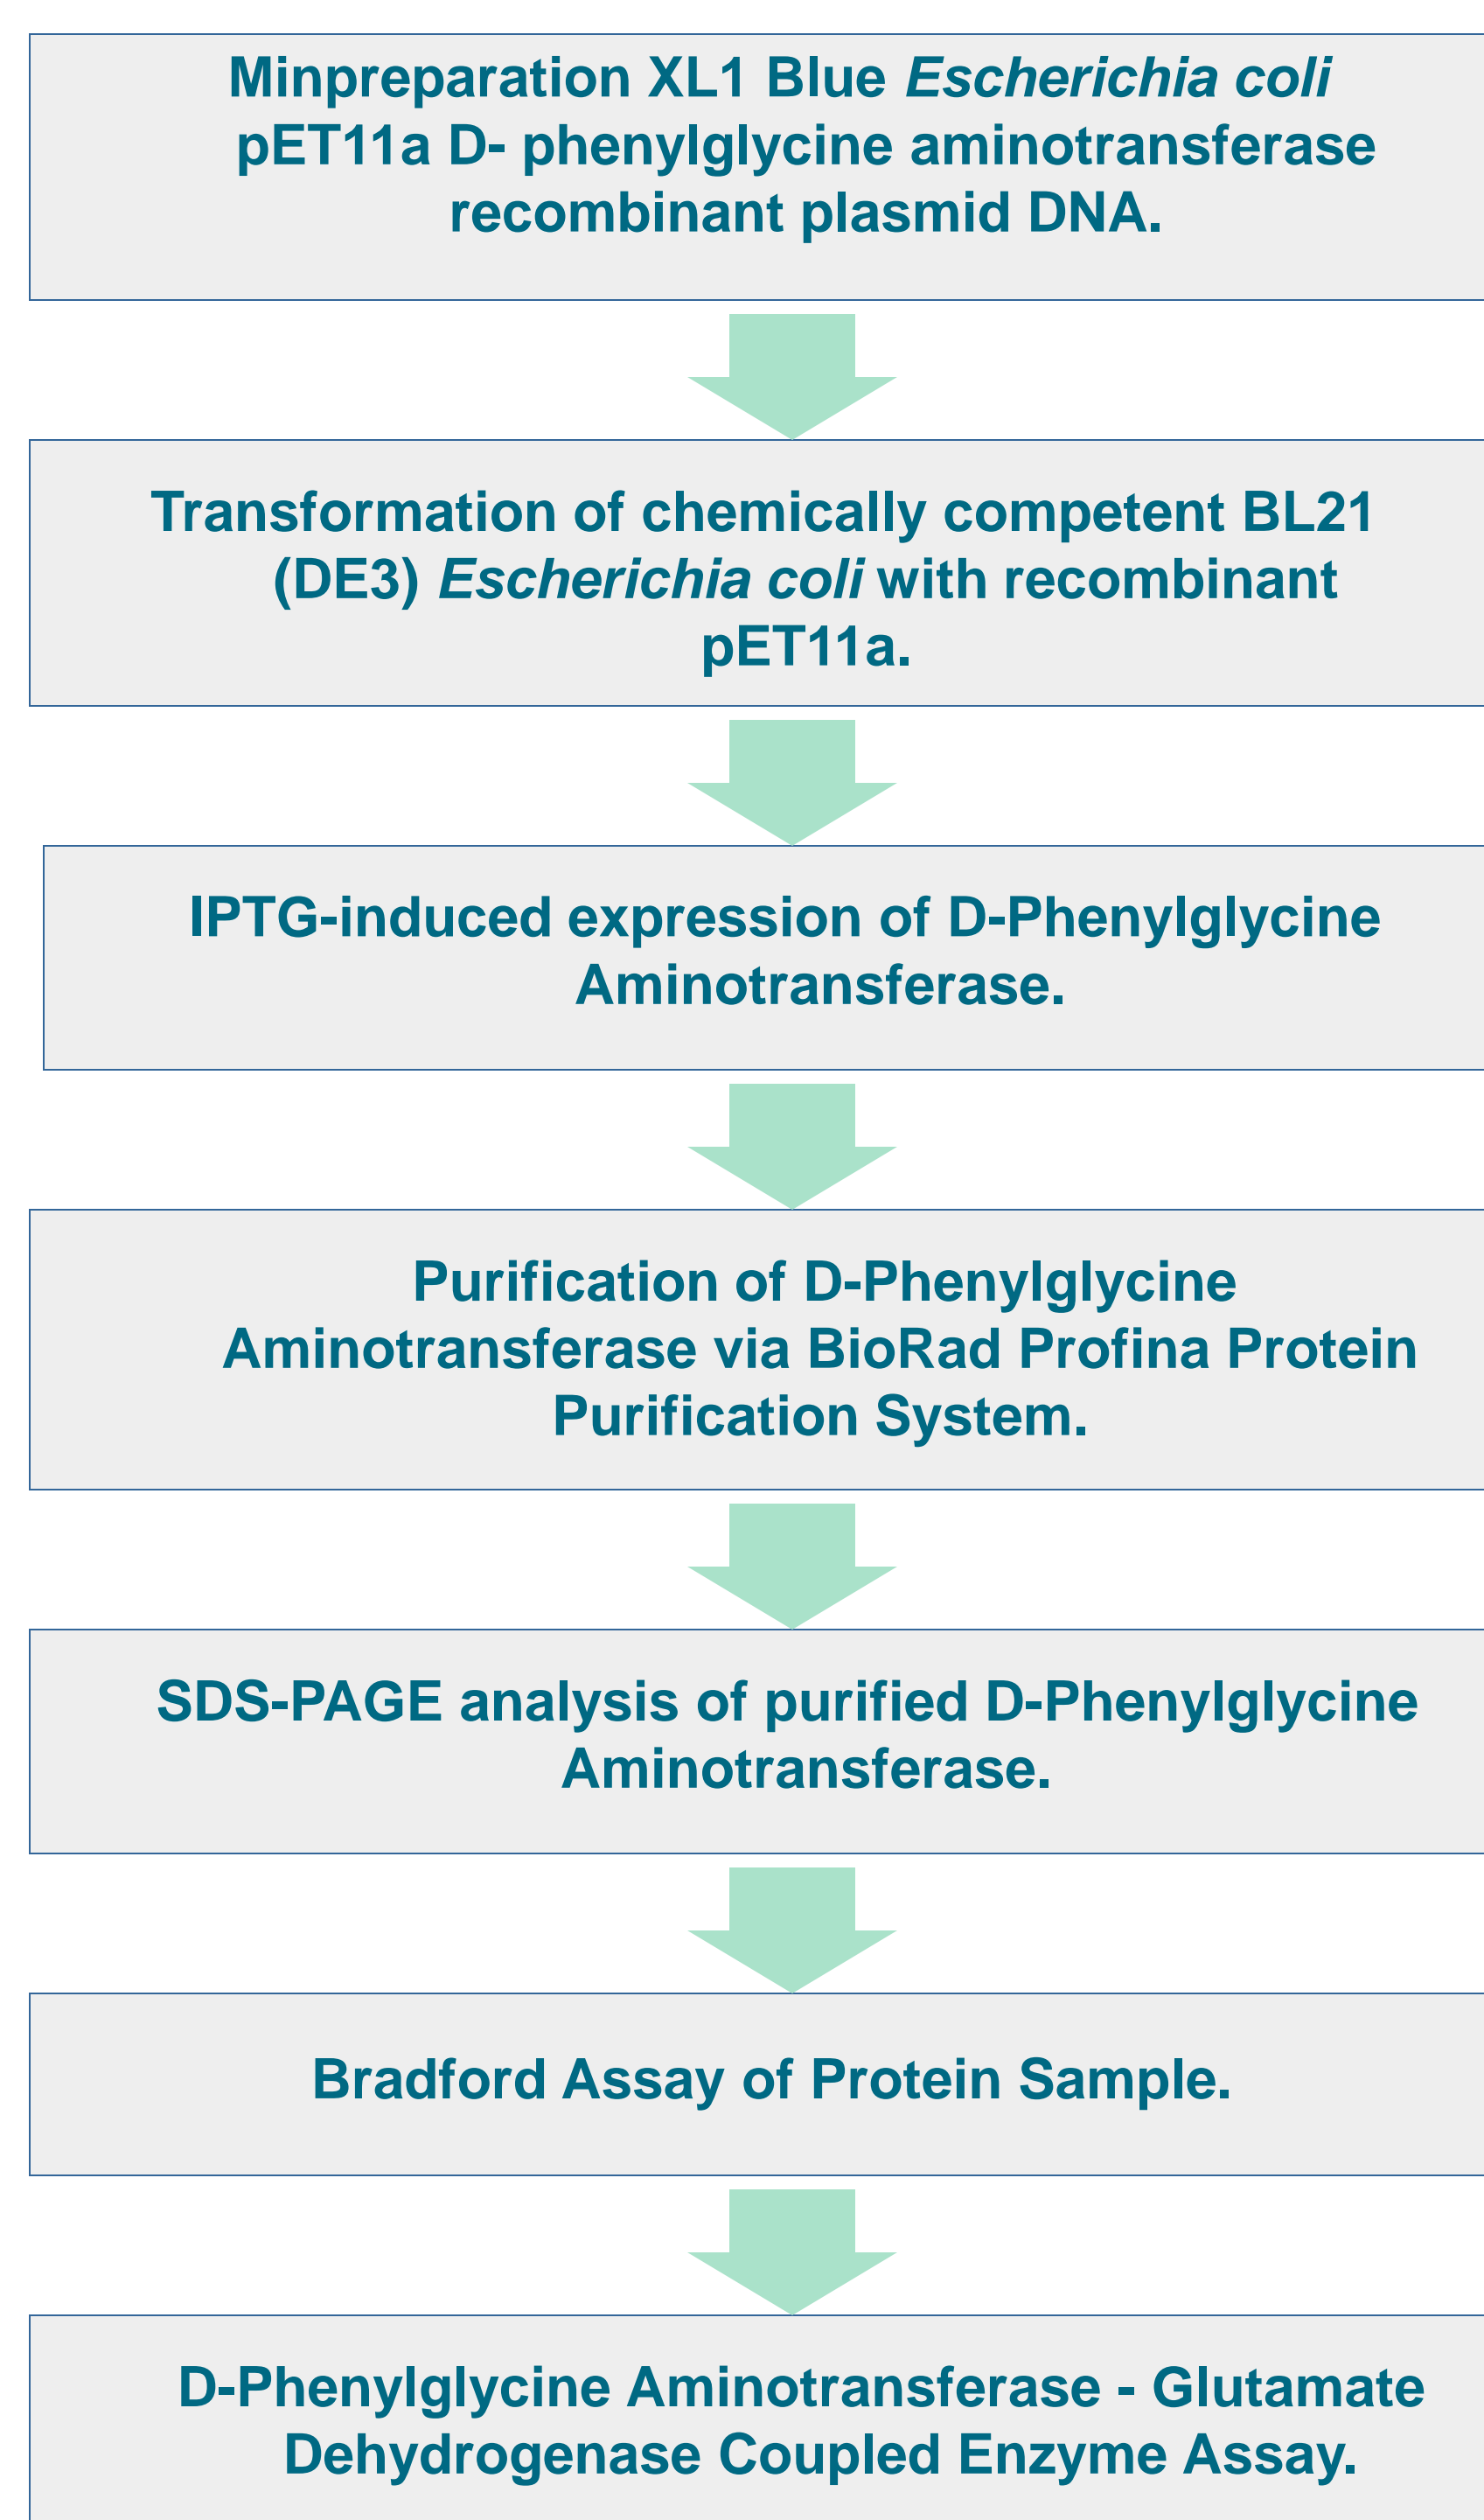 Minpreparation XL1 Blue Escherichia coli
pET11a D- phenylglycine aminotransferase
recombinant plasmid DNA.
Transformation of chemically competent BL21
(DE3) Escherichia coli with recombinant
pET11a.
IPTG-induced expression of D-Phenylglycine
Aminotransferase.
Purification of D-Phenylglycine
Aminotransferase via BioRad Profina Protein
Purification System.
SDS-PAGE analysis of purified D-Phenylglycine
Aminotransferase.
Bradford Assay of Protein Sample.
D-Phenylglycine Aminotransferase - Glutamate
Dehydrogenase Coupled Enzyme Assay.